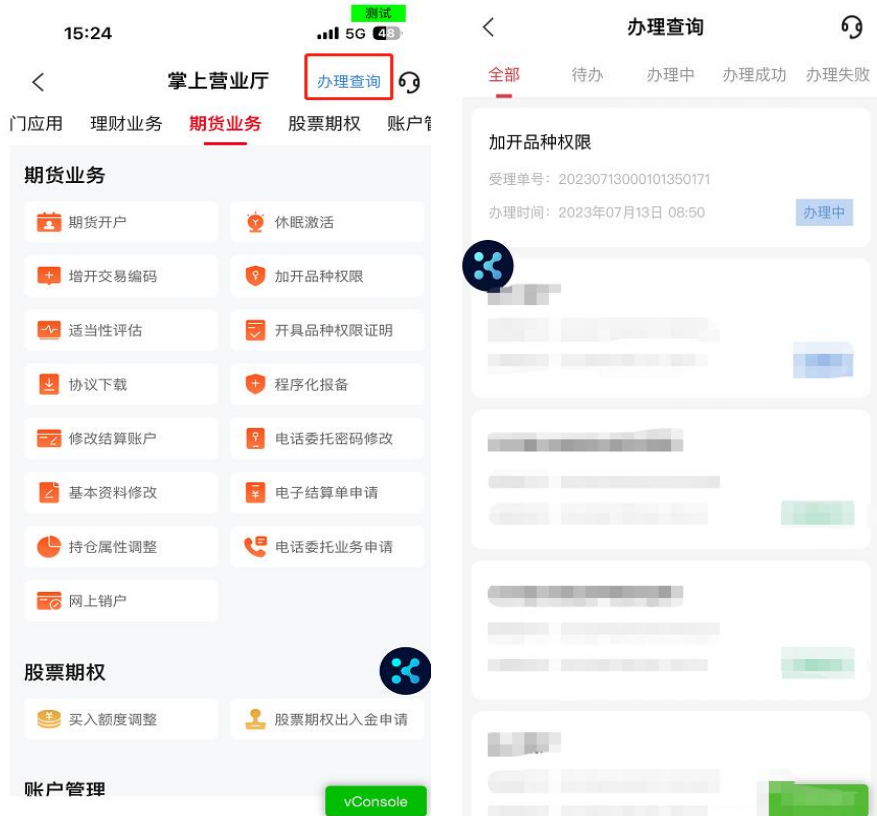 测试
15:24
5G 48
掌上营业厅
办理查询
门应用 理财业务 期货业务 股票期权 账户管
期货业务
期货开户
休眠激活
增开交易编码
加开品种权限
适当性评估
开具品种权限证明
协议下载
程序化报备
修改结算账户
电话委托密码修改
基本资料修改
电子结算单申请
持仓属性调整
电话委托业务申请
网上销户
股票期权
买入额度调整
股票期权出入金申请
账户管理
vConsole
办理查询
全部 待办 办理中 办理成功 办理失败
加开品种权限
受理单号：20230713000101350171
办理时间：2023年07月13日 08:50
办理中